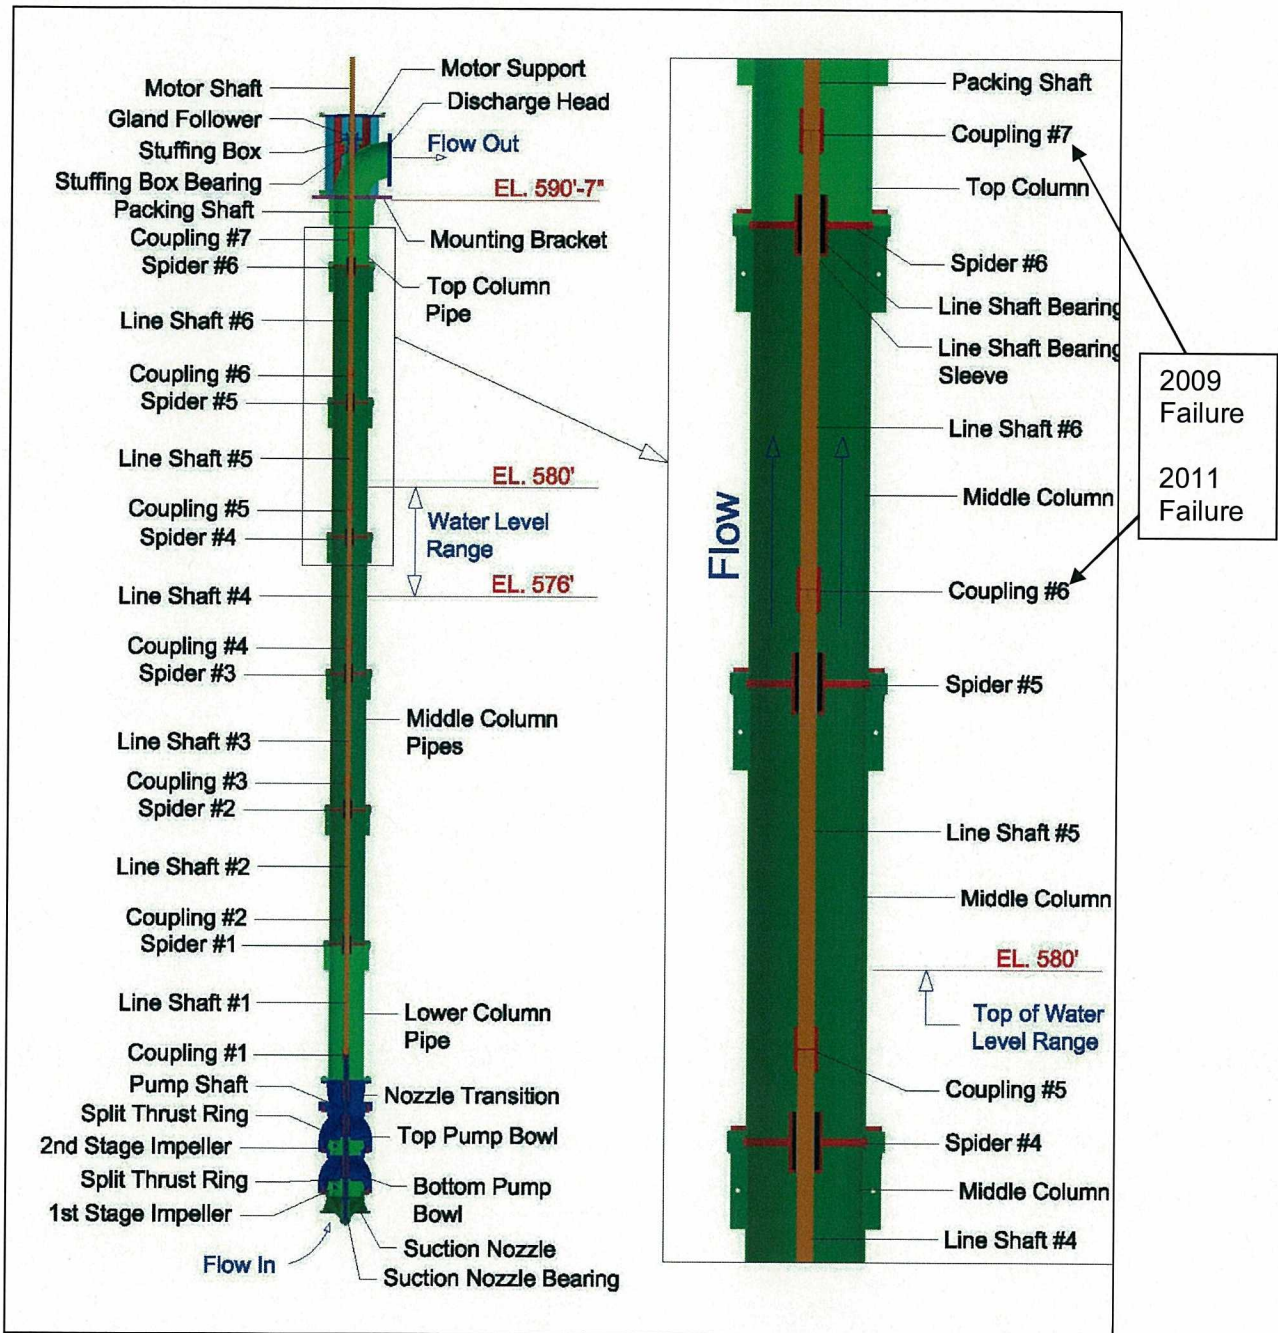 Motor Shaft
Gland Follower
Stuffing Box
Stuffing Box Bearing
Packing Shaft
Coupling #7
Spider #6
Line Shaft #6
Coupling #6
Spider #5
Line Shaft #5
Coupling #5
Spider #4
Line Shaft #4
Coupling #4
Spider #3
Line Shaft #3
Coupling #3
Spider #2
Line Shaft #2
Coupling #2
Spider #1
Line Shaft #1
Coupling #1
Pump Shaft
Split Thrust Ring
2nd Stage Impeller
Split Thrust Ring
1st Stage Impeller
Flow In
Motor Support
Discharge Head
Flow Out
EL. 590'-7"
Mounting Bracket
Top Column
Pipe
EL. 580'
Water Level
Range
EL. 576'
Middle Column
Pipes
Lower Column
Pipe
Nozzle Transition
Top Pump Bowl
Bottom Pump
Bowl
Suction Nozzle
Suction Nozzle Bearing
Flow
Packing Shaft
Coupling #7
Top Column
Spider #6
Line Shaft Bearing
Line Shaft Bearing
Sleeve
Line Shaft #6
Middle Column
Coupling #6
Spider #5
Line Shaft #5
Middle Column
EL. 580'
Top of Water
Level Range
Coupling #5
Spider #4
Middle Column
Line Shaft #4
2009
Failure
2011
Failure